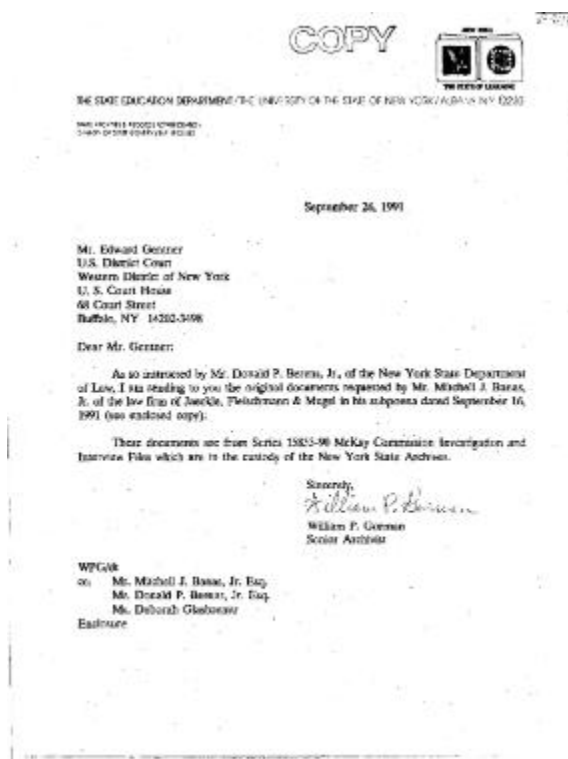 COPY
THE STATE OF LEARNING
THE STATE EDUCATION DEPARTMENT / THE UNIVERSITY OF THE STATE OF NEW YORK / ALBANY, N.Y. 12230
September 26, 1991
Mr. Edward Gentner
U.S. District Court
Western District of New York
U. S. Court House
68 Court Street
Buffalo, NY 14202-3498
Dear Mr. Gentner:
As so instructed by Mr. Donald P. Berens, Jr., of the New York State Department
of Law, I am sending to you the original documents requested by Mr. Mitchell J. Banas,
Jr. of the law firm of Jaeckle, Fleischmann & Mugel in his subpoena dated September 16,
1991 (see enclosed copy).
These documents are from Series 15855-90 McKay Commission Investigation and
Interview Files which are in the custody of the New York State Archives.
Sincerely,
William P. Gorman
William P. Gorman
Senior Archivist
cc: Mr. Mitchell J. Banas, Jr. Esq.
Mr. Donald P. Berens, Jr. Esq.
Ms. Deborah
Enclosure